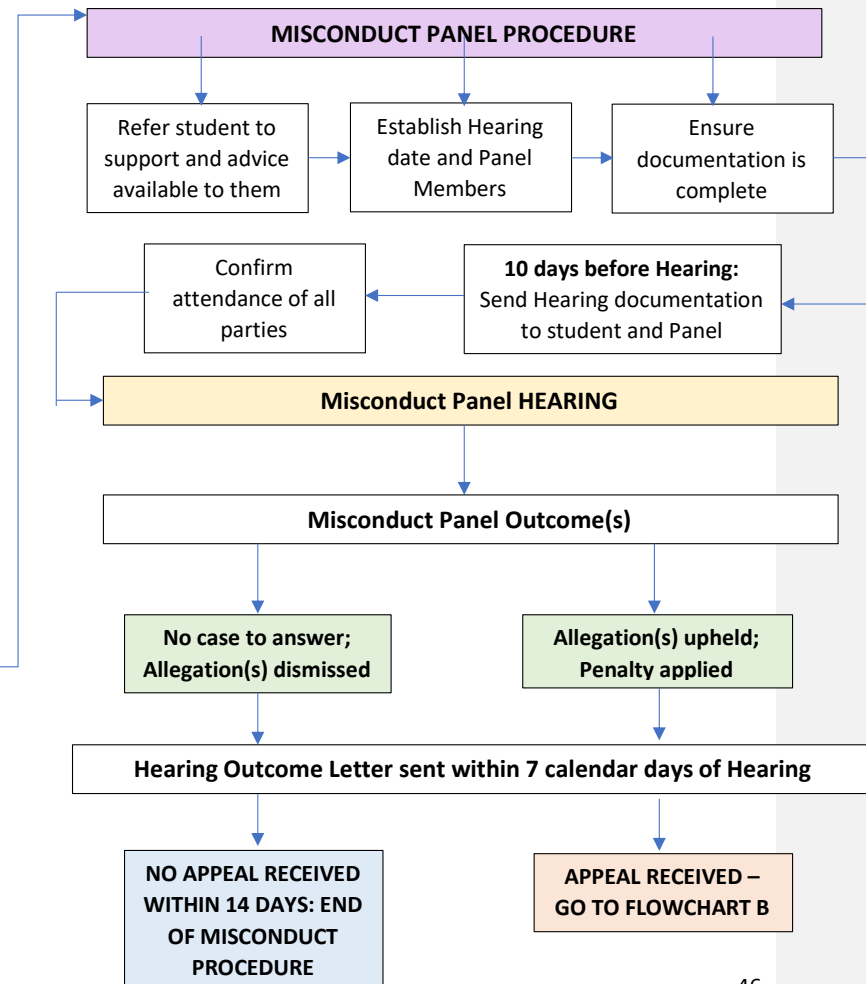 MISCONDUCT PANEL PROCEDURE
Refer student to
support and advice
available to them
Establish Hearing
date and Panel
Members
Ensure
documentation is
complete
Confirm
attendance of all
parties
10 days before Hearing:
Send Hearing documentation
to student and Panel
Misconduct Panel HEARING
Misconduct Panel Outcome(s)
No case to answer;
Allegation(s) dismissed
Allegation(s) upheld;
Penalty applied
Hearing Outcome Letter sent within 7 calendar days of Hearing
NO APPEAL RECEIVED
WITHIN 14 DAYS: END
OF MISCONDUCT
PROCEDURE
APPEAL RECEIVED –
GO TO FLOWCHART B